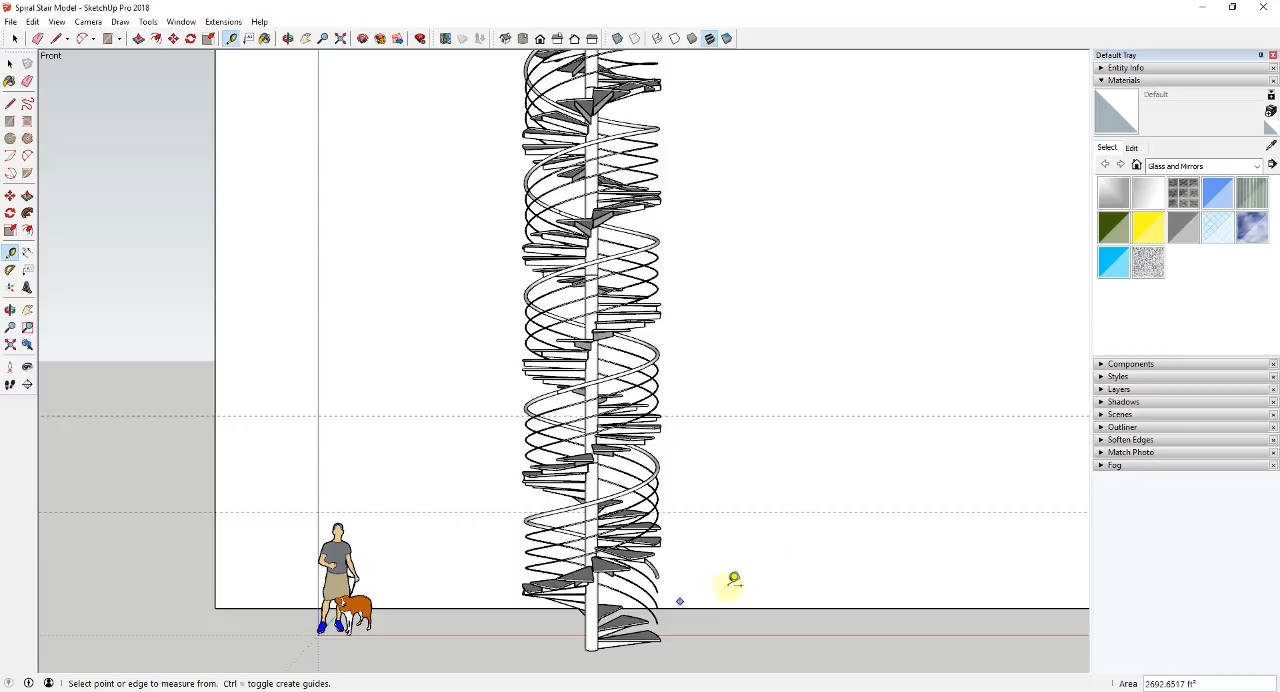 Spiral Stair Model - SketchUp Pro 2018
File Edit View Camera Draw Tools Window Extensions Help
Front
Default Tray
Entity Info
Materials
Default
Select Edit
Glass and Mirrors
Components
Styles
Layers
Shadows
Scenes
Outliner
Soften Edges
Match Photo
Fog
Select point or edge to measure from. Ctrl = toggle create guides.
Area 2692.6517 ft²